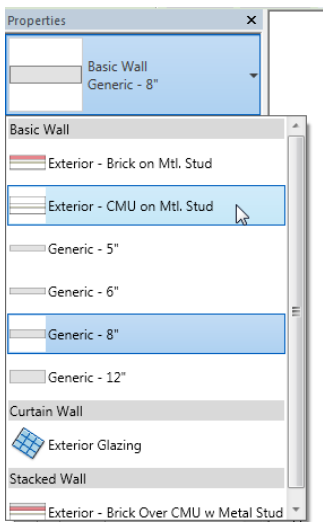 Properties
Basic Wall
Generic - 8"
Basic Wall
Exterior - Brick on Mtl. Stud
Exterior - CMU on Mtl. Stud
Generic - 5"
Generic - 6"
Generic - 8"
Generic - 12"
Curtain Wall
Exterior Glazing
Stacked Wall
Exterior - Brick Over CMU w Metal Stud